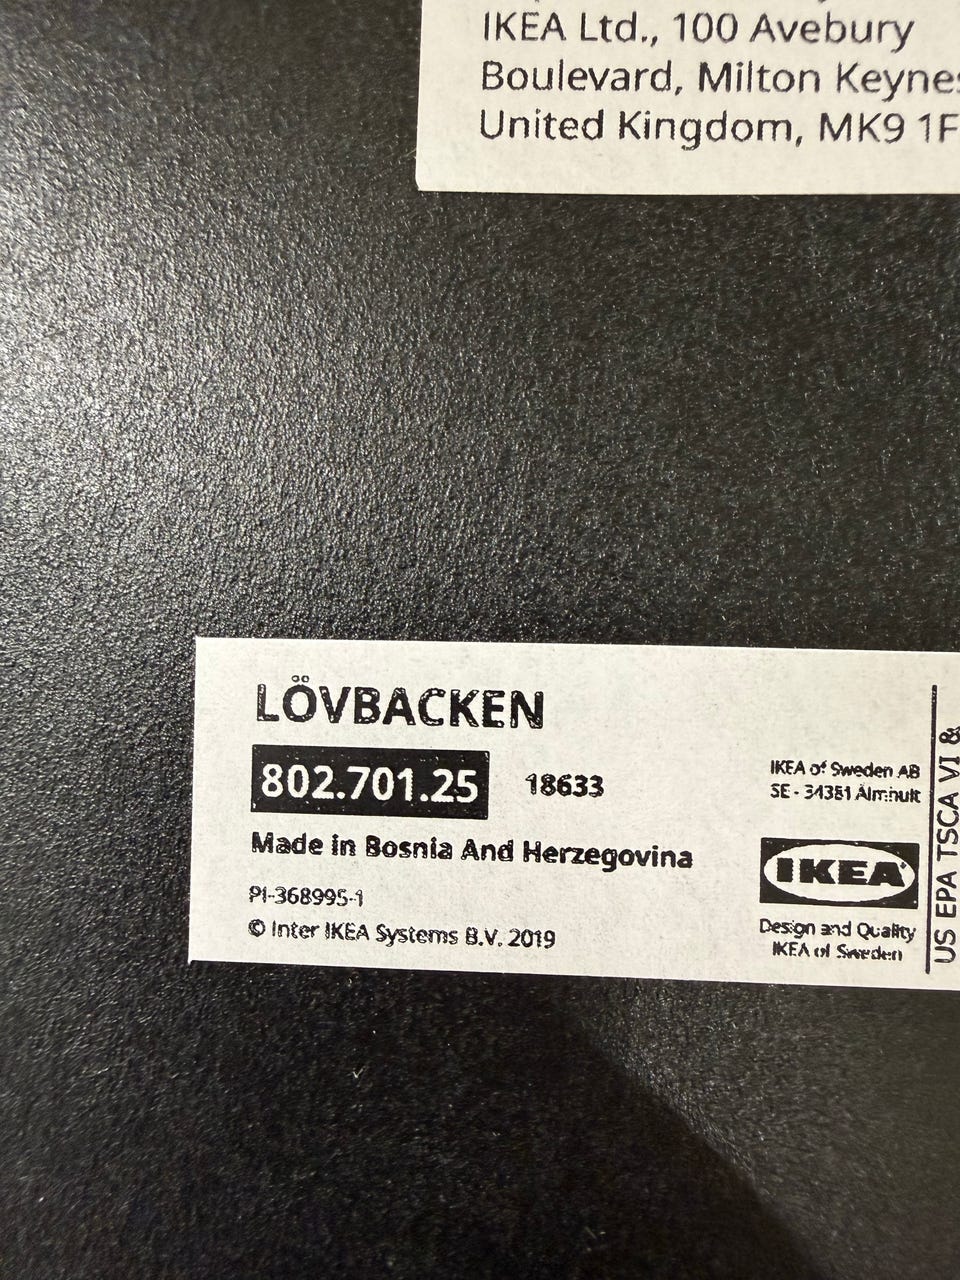 IKEA Ltd., 100 Avebury
Boulevard, Milton Keynes
United Kingdom, MK9 1F
LÖVBACKEN
802.701.25
18633
Made in Bosnia And Herzegovina
PI-368995-1
© Inter IKEA Systems B.V. 2019
IKEA of Sweden AB
SE - 34381 Älmhult
IKEA
Design and Quality
IKEA of Sweden
US EPA TSCA VI &